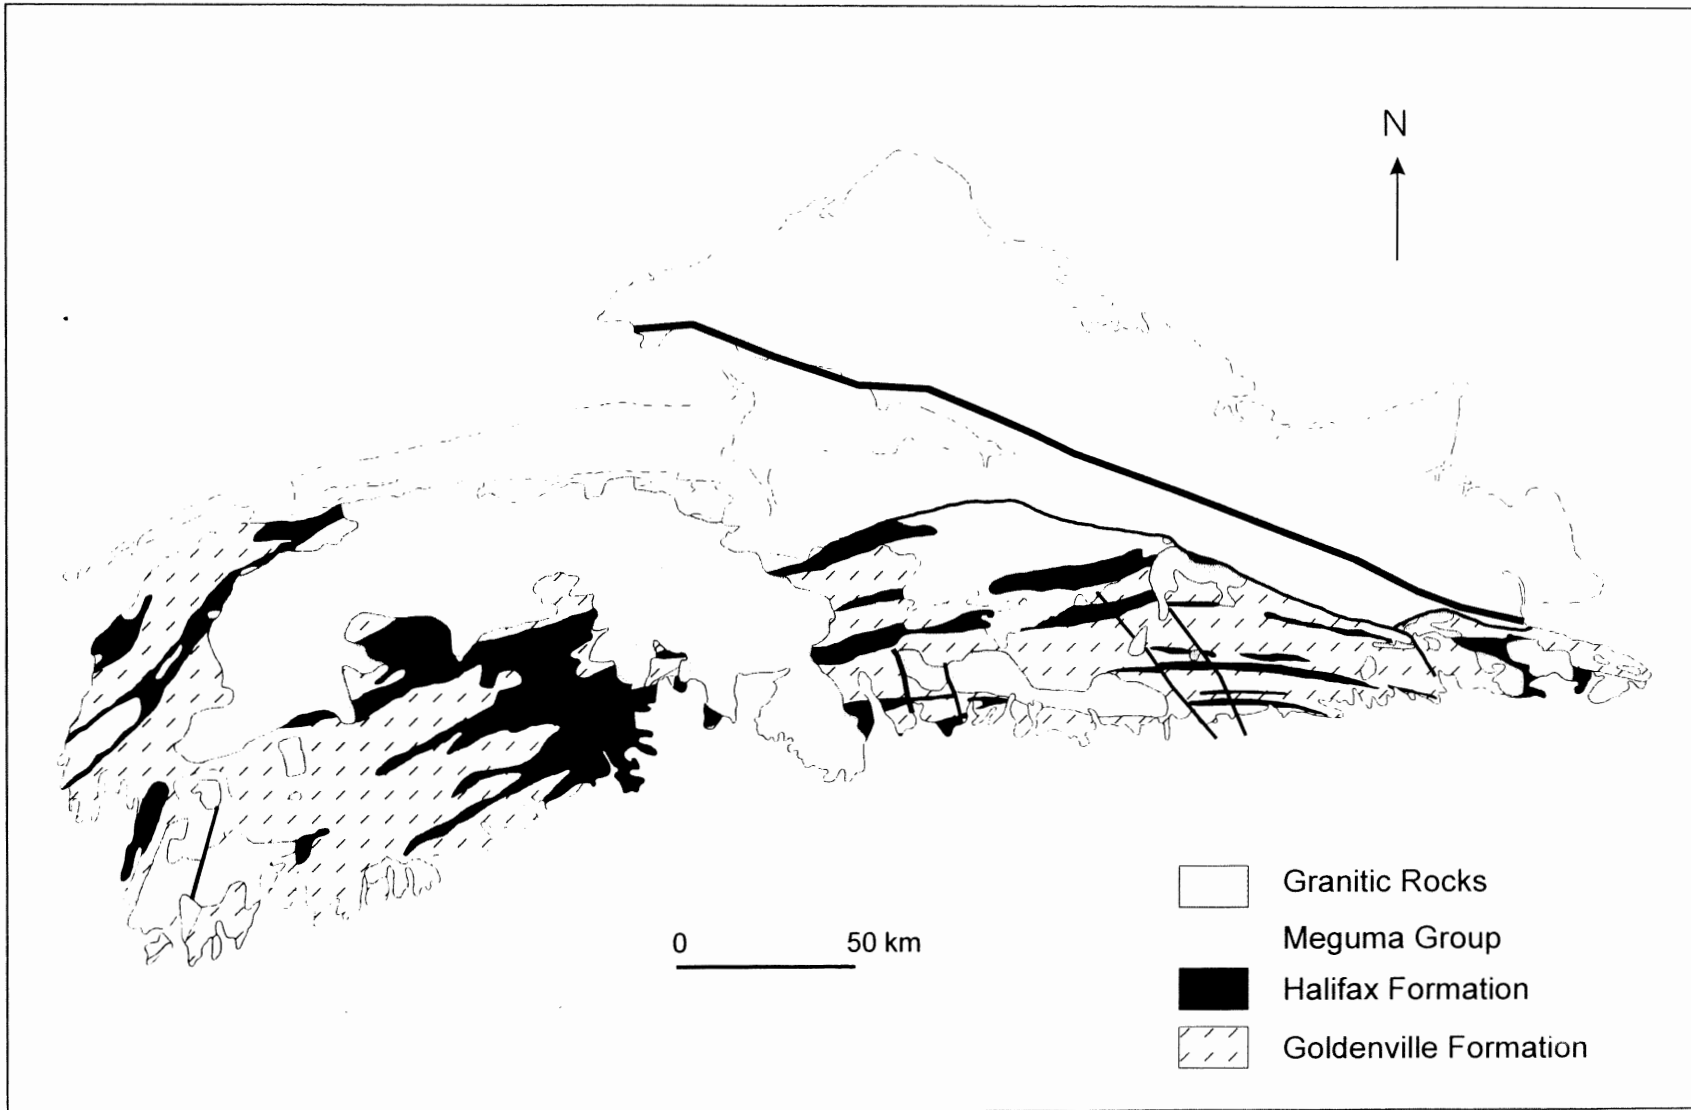 N
0 50 km
Granitic Rocks
Meguma Group
Halifax Formation
Goldenville Formation